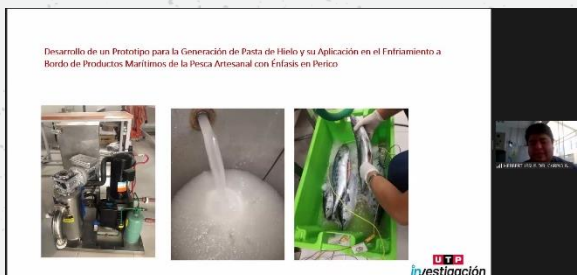 Desarrollo de un Prototipo para la Generación de Pasta de Hielo y su Aplicación en el Enfriamiento a
Bordo de Productos Marítimos de la Pesca Artesanal con Énfasis en Perico
UTP
investigación